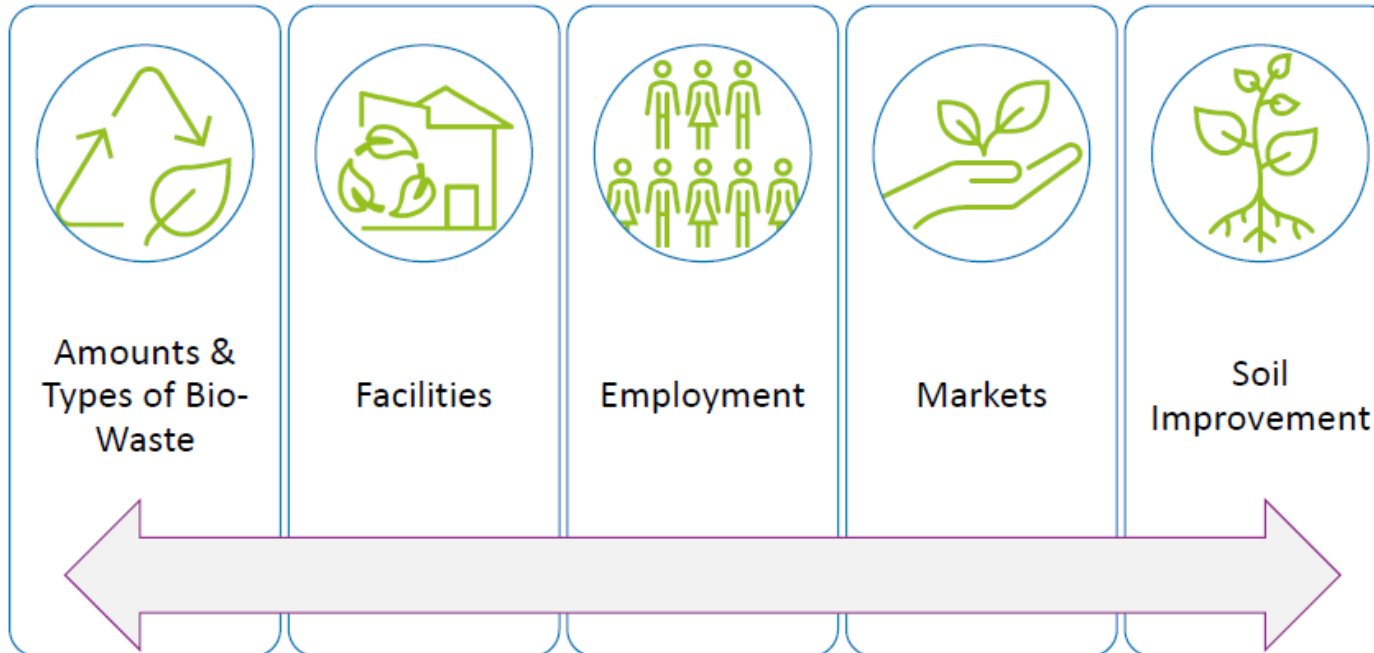 Amounts &
Types of Bio-
Waste
Facilities
Employment
Markets
Soil
Improvement